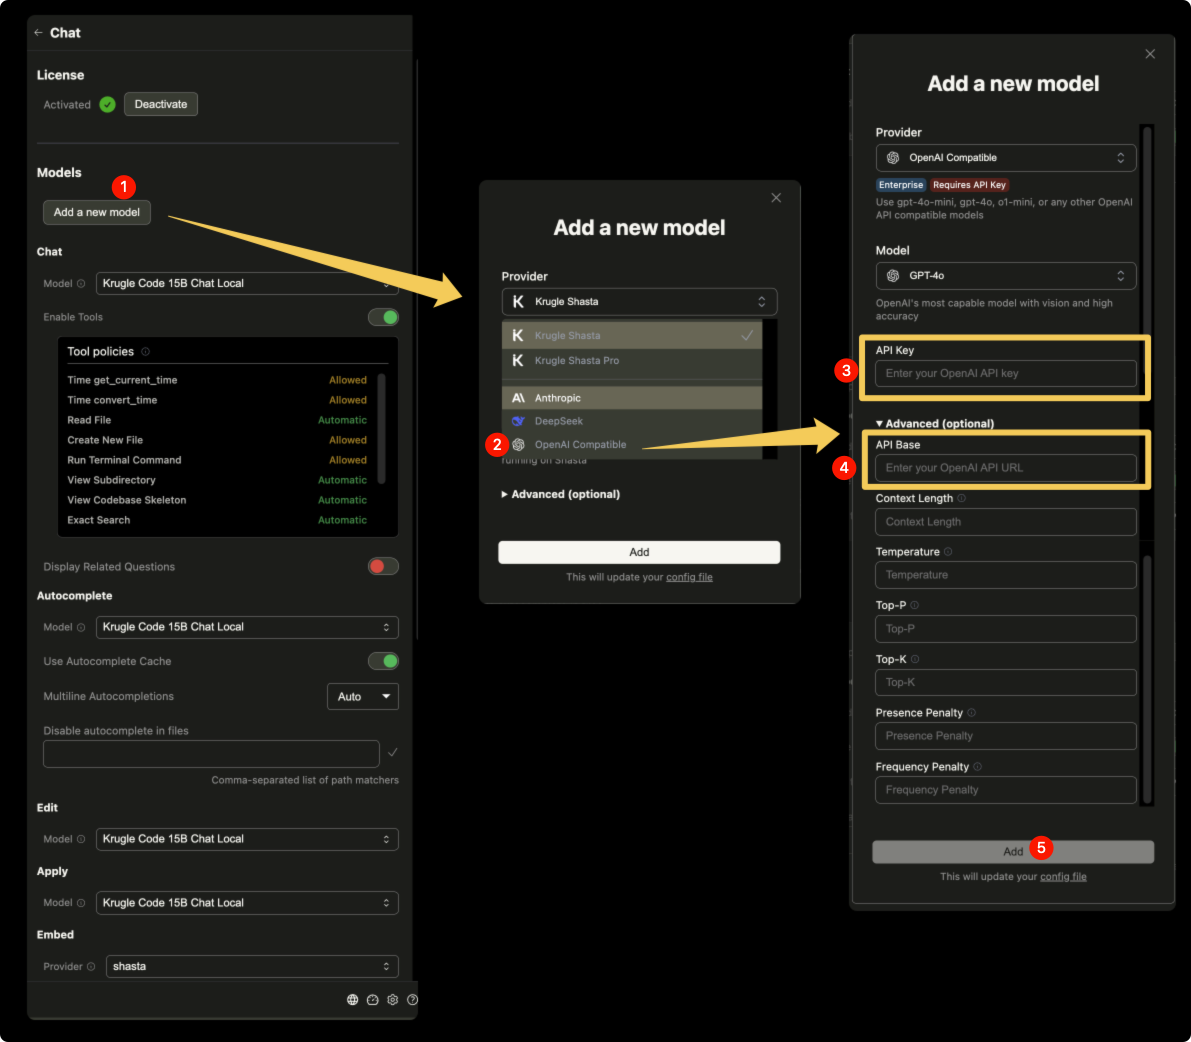 Chat
License
Activated
Deactivate
Models
1
Add a new model
Chat
Model
Krugle Code 15B Chat Local
Enable Tools
Tool policies
Time get_current_time Allowed
Time convert_time Allowed
Read File Automatic
Create New File Allowed
Run Terminal Command Allowed
View Subdirectory Automatic
View Codebase Skeleton Automatic
Exact Search Automatic
Display Related Questions
Autocomplete
Model
Krugle Code 15B Chat Local
Use Autocomplete Cache
Multiline Autocompletions
Auto
Disable autocomplete in files
Comma-separated list of path matchers
Edit
Model
Krugle Code 15B Chat Local
Apply
Model
Krugle Code 15B Chat Local
Embed
Provider
shasta
Add a new model
Provider
Krugle Shasta
Krugle Shasta
Krugle Shasta Pro
Anthropic
DeepSeek
2
OpenAI Compatible
running on Shasta
Advanced (optional)
Add
This will update your config file
Add a new model
Provider
OpenAI Compatible
Enterprise Requires API Key
Use gpt-4o-mini, gpt-4o, o1-mini, or any other OpenAI
API compatible models
Model
GPT-4o
OpenAI's most capable model with vision and high
accuracy
API Key
3
Enter your OpenAI API key
Advanced (optional)
API Base
4
Enter your OpenAI API URL
Context Length
Context Length
Temperature
Temperature
Top-P
Top-P
Top-K
Top-K
Presence Penalty
Presence Penalty
Frequency Penalty
Frequency Penalty
Add
5
This will update your config file